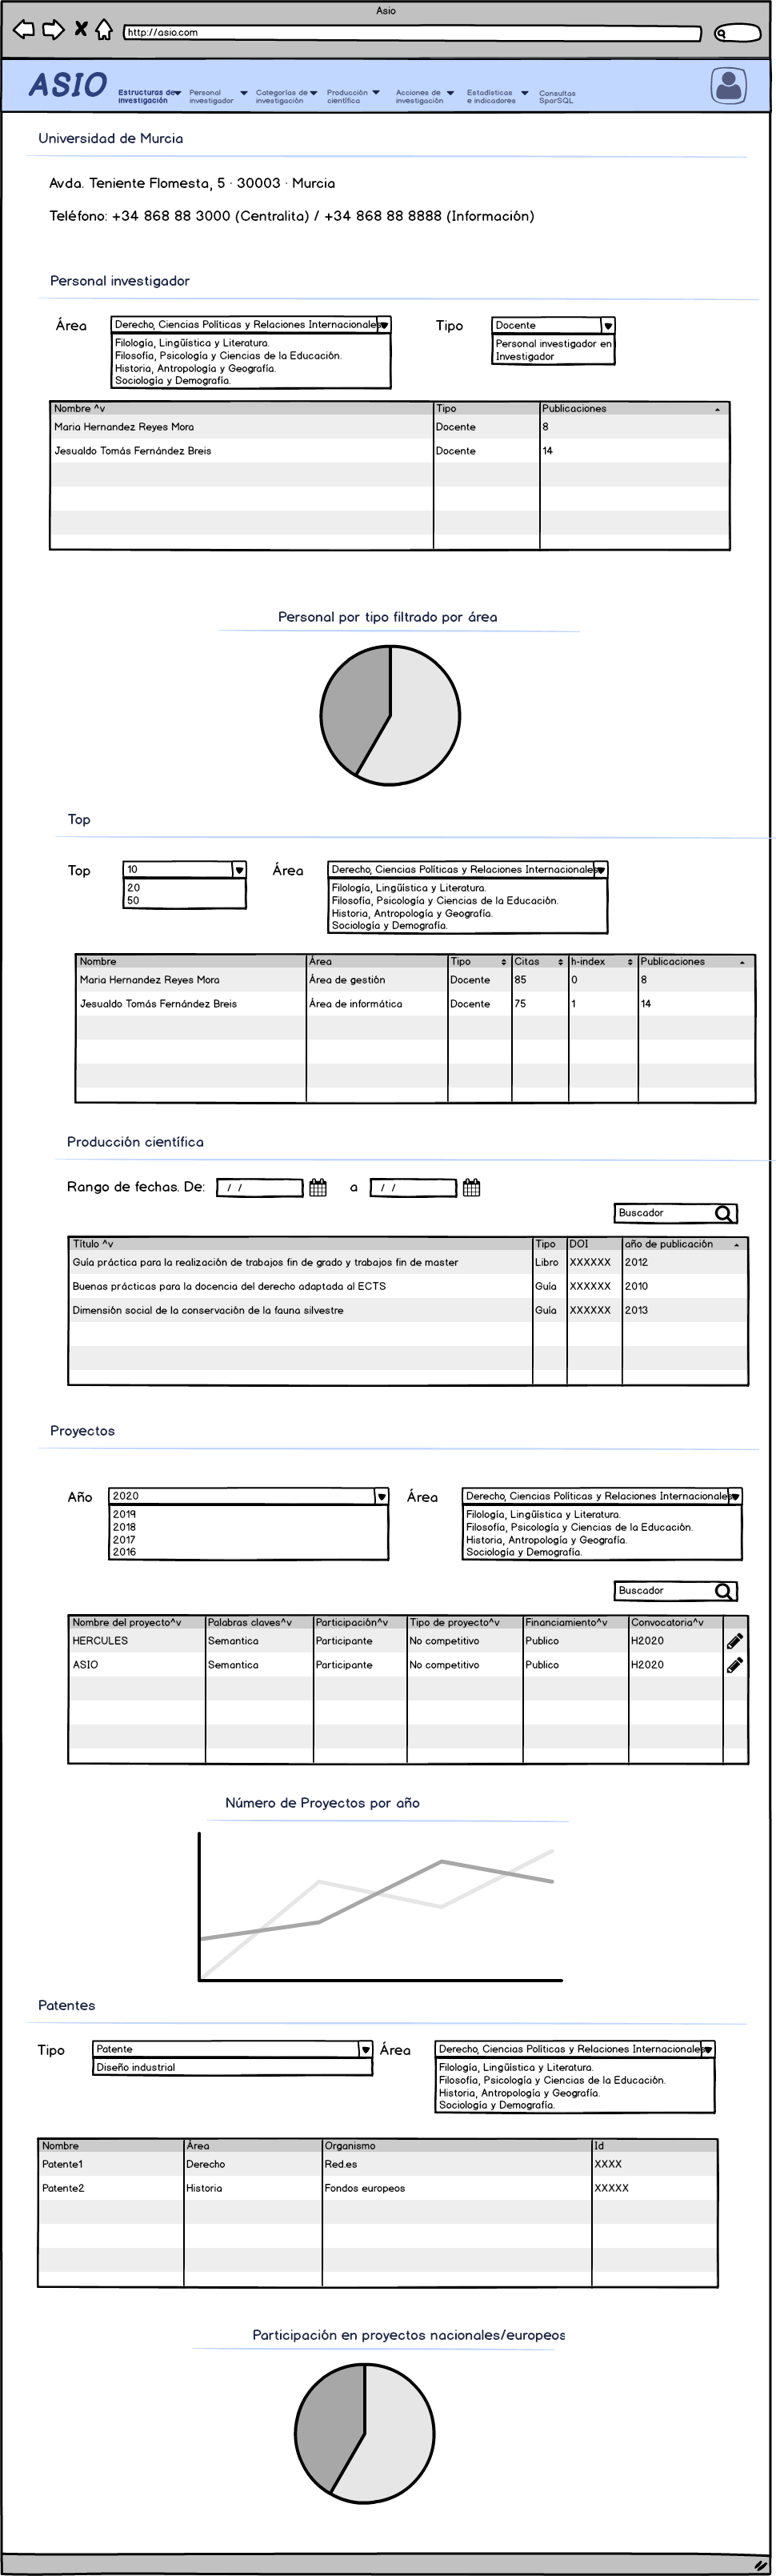 Asio
http://asio.com
ASIO
Estructuras de investigación
Personal investigador
Categorías de investigación
Producción científica
Acciones de investigación
Estadísticas e indicadores
Consultas SparSQL
Universidad de Murcia
Avda. Teniente Flomesta, 5 · 30003 · Murcia
Teléfono: +34 868 88 3000 (Centralita) / +34 868 88 8888 (Información)
Personal investigador
Área Derecho, Ciencias Políticas y Relaciones Internacionales Tipo Docente
Filología, Lingüística y Literatura. Personal investigador en
Filosofía, Psicología y Ciencias de la Educación. Investigador
Historia, Antropología y Geografía.
Sociología y Demografía.
Nombre ^v Tipo Publicaciones
Maria Hernandez Reyes Mora Docente 8
Jesualdo Tomás Fernández Breis Docente 14
Personal por tipo filtrado por área
Top
Top 10 Área Derecho, Ciencias Políticas y Relaciones Internacionales
20 Filología, Lingüística y Literatura.
50 Filosofía, Psicología y Ciencias de la Educación.
Historia, Antropología y Geografía.
Sociología y Demografía.
Nombre Área Tipo Citas h-index Publicaciones
Maria Hernandez Reyes Mora Área de gestión Docente 85 0 8
Jesualdo Tomás Fernández Breis Área de informática Docente 75 1 14
Producción científica
Rango de fechas. De: / / a / /
Buscador
Título ^v Tipo DOI año de publicación
Guía práctica para la realización de trabajos fin de grado y trabajos fin de master Libro XXXXXX 2012
Buenas prácticas para la docencia del derecho adaptada al ECTS Guía XXXXXX 2010
Dimensión social de la conservación de la fauna silvestre Guía XXXXXX 2013
Proyectos
Año 2020 Área Derecho, Ciencias Políticas y Relaciones Internacionales
2019 Filología, Lingüística y Literatura.
2018 Filosofía, Psicología y Ciencias de la Educación.
2017 Historia, Antropología y Geografía.
2016 Sociología y Demografía.
Buscador
Nombre del proyecto^v Palabras claves^v Participación^v Tipo de proyecto^v Financiamiento^v Convocatoria^v
HERCULES Semantica Participante No competitivo Publico H2020
ASIO Semantica Participante No competitivo Publico H2020
Número de Proyectos por año
Patentes
Tipo Patente Área Derecho, Ciencias Políticas y Relaciones Internacionales
Diseño industrial Filología, Lingüística y Literatura.
Filosofía, Psicología y Ciencias de la Educación.
Historia, Antropología y Geografía.
Sociología y Demografía.
Nombre Área Organismo Id
Patente1 Derecho Red.es XXXX
Patente2 Historia Fondos europeos XXXXX
Participación en proyectos nacionales/europeos